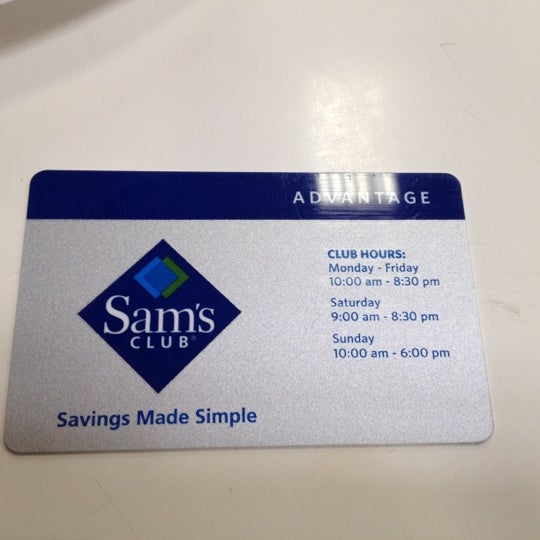 ADVANTAGE
Sam's
CLUB®
Savings Made Simple
CLUB HOURS:
Monday - Friday
10:00 am - 8:30 pm
Saturday
9:00 am - 8:30 pm
Sunday
10:00 am - 6:00 pm